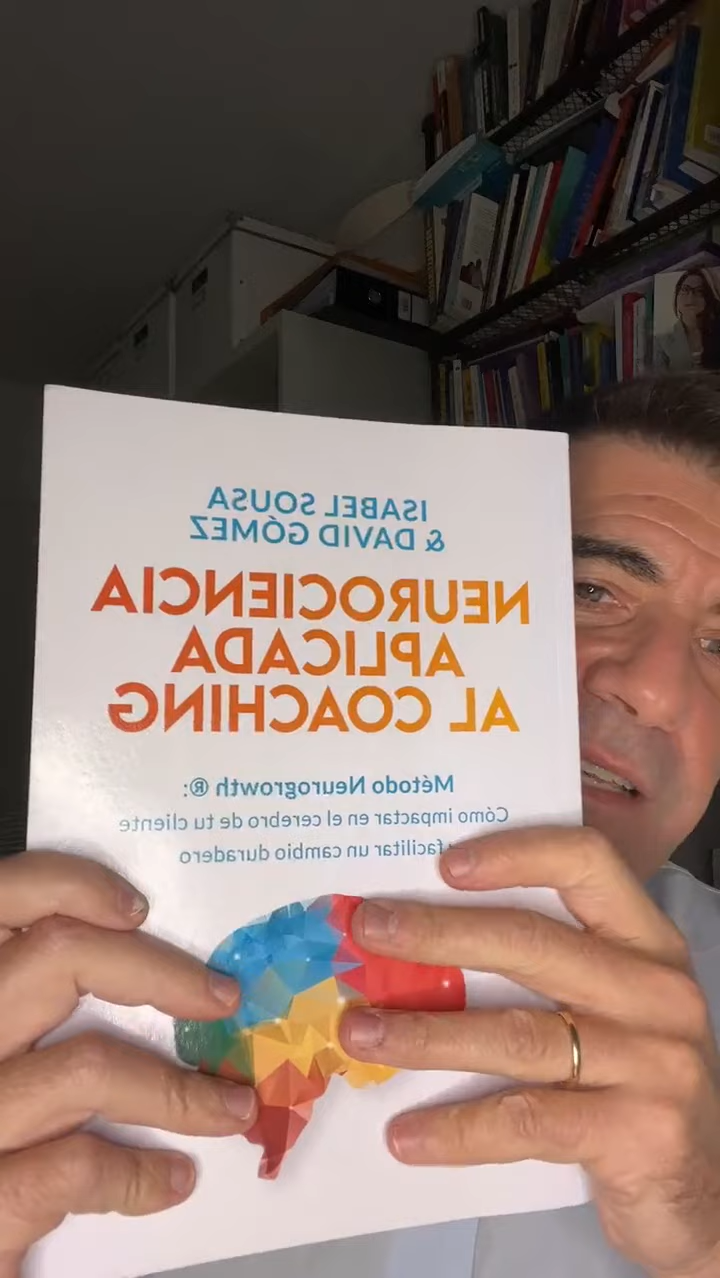 ISABEL SOUSA
& DAVID GÓMEZ
NEUROCIENCIA
APLICADA
AL COACHING
Método Neurogrowth ®:
Cómo impactar en el cerebro de tu cliente
facilitar un cambio duradero